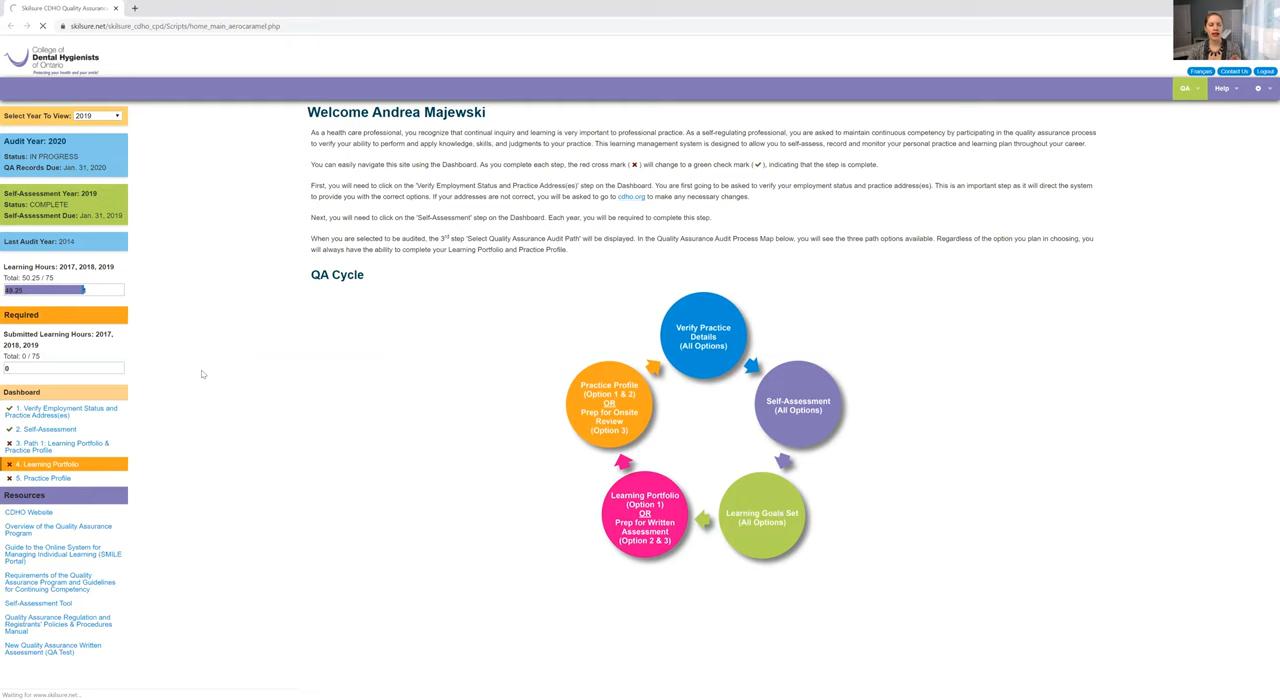 Skilsure CDHO Quality Assuranc
skilsure.net/skilsure_cdho_cpd/Scripts/home_main_aerocaramel.php
College of
Dental Hygienists
of Ontario
Protecting your health and your smile!
Français Contact Us Logout
QA Help
Select Year To View: 2019
Audit Year: 2020
Status: IN PROGRESS
QA Records Due: Jan. 31, 2020
Self-Assessment Year: 2019
Status: COMPLETE
Self-Assessment Due: Jan. 31, 2019
Last Audit Year: 2014
Learning Hours: 2017, 2018, 2019
Total: 50.25 / 75
49.25
Required
Submitted Learning Hours: 2017,
2018, 2019
Total: 0 / 75
0
Dashboard
1. Verify Employment Status and
Practice Address(es)
2. Self-Assessment
3. Path 1: Learning Portfolio &
Practice Profile
4. Learning Portfolio
5. Practice Profile
Resources
CDHO Website
Overview of the Quality Assurance
Program
Guide to the Online System for
Managing Individual Learning (SMILE
Portal)
Requirements of the Quality
Assurance Program and Guidelines
for Continuing Competency
Self-Assessment Tool
Quality Assurance Regulation and
Registrants' Policies & Procedures
Manual
New Quality Assurance Written
Assessment (QA Test)
Welcome Andrea Majewski
As a health care professional, you recognize that continual inquiry and learning is very important to professional practice. As a self-regulating professional, you are asked to maintain continuous competency by participating in the quality assurance process
to verify your ability to perform and apply knowledge, skills, and judgments to your practice. This learning management system is designed to allow you to self-assess, record and monitor your personal practice and learning plan throughout your career.
You can easily navigate this site using the Dashboard. As you complete each step, the red cross mark ( ✖ ) will change to a green check mark ( ✔ ), indicating that the step is complete.
First, you will need to click on the 'Verify Employment Status and Practice Address(es)' step on the Dashboard. You are first going to be asked to verify your employment status and practice address(es). This is an important step as it will direct the system
to provide you with the correct options. If your addresses are not correct, you will be asked to go to cdho.org to make any necessary changes.
Next, you will need to click on the 'Self-Assessment' step on the Dashboard. Each year, you will be required to complete this step.
When you are selected to be audited, the 3rd step 'Select Quality Assurance Audit Path' will be displayed. In the Quality Assurance Audit Process Map below, you will see the three path options available. Regardless of the option you plan in choosing, you
will always have the ability to complete your Learning Portfolio and Practice Profile.
QA Cycle
Verify Practice
Details
(All Options)
Self-Assessment
(All Options)
Learning Goals Set
(All Options)
Learning Portfolio
(Option 1)
OR
Prep for Written
Assessment
(Option 2 & 3)
Practice Profile
(Option 1 & 2)
OR
Prep for Onsite
Review
(Option 3)
Waiting for www.skilsure.net...